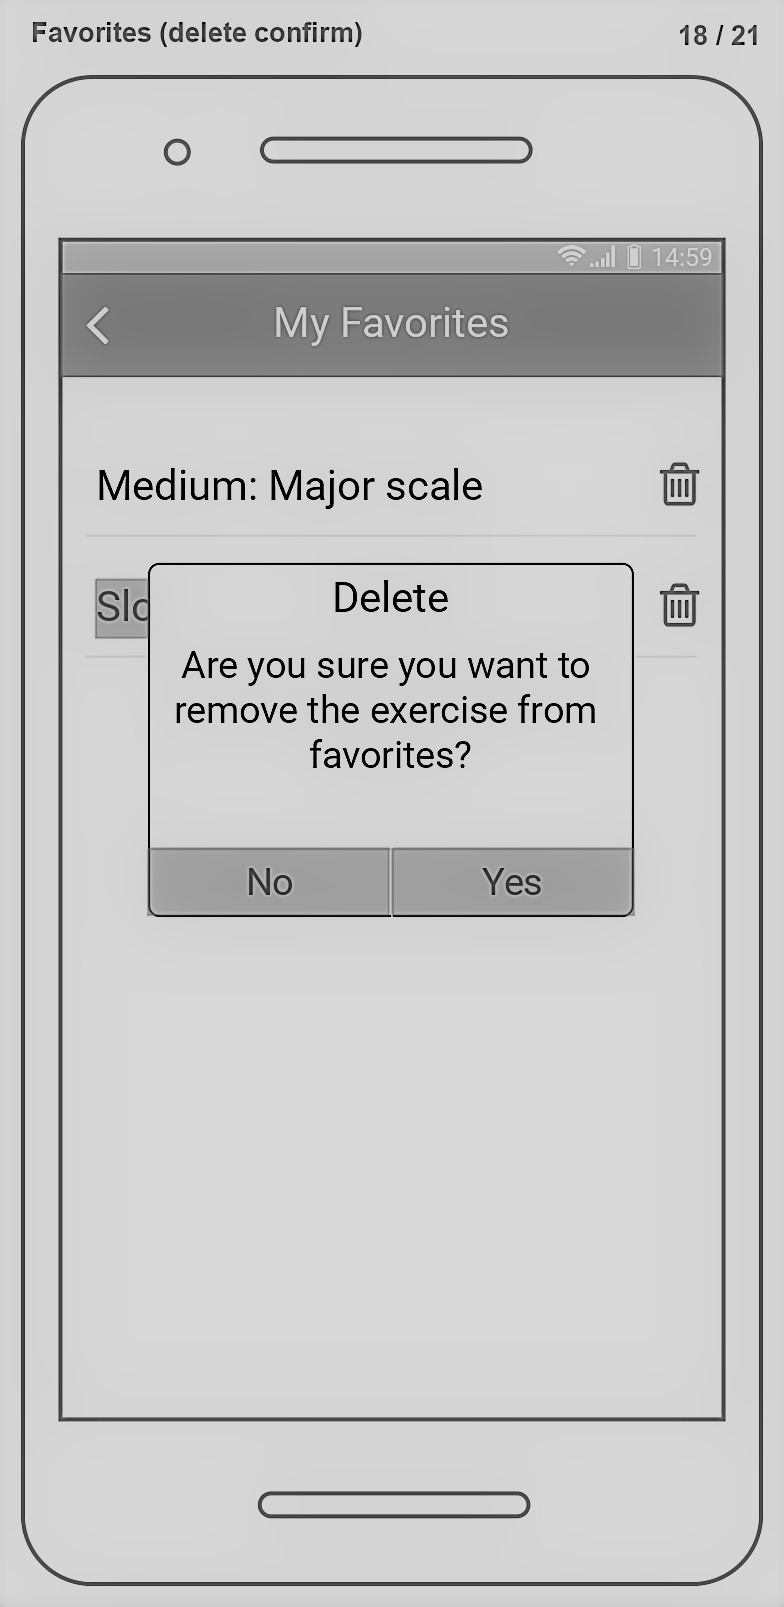 Favorites (delete confirm)
18 / 21
14:59
My Favorites
Medium: Major scale
Delete
Are you sure you want to
remove the exercise from
favorites?
No
Yes